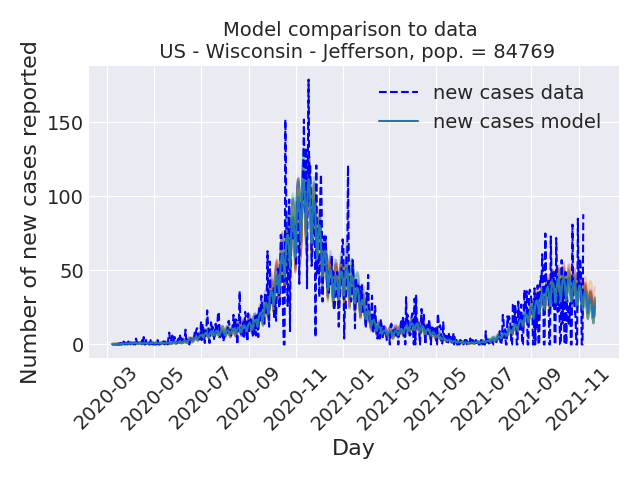 Model comparison to data
US - Wisconsin - Jefferson, pop. = 84769
Number of new cases reported
150
100
50
0
new cases data
new cases model
2020-03
2020-05
2020-07
2020-09
2020-11
2021-01
2021-03
2021-05
2021-07
2021-09
2021-11
Day